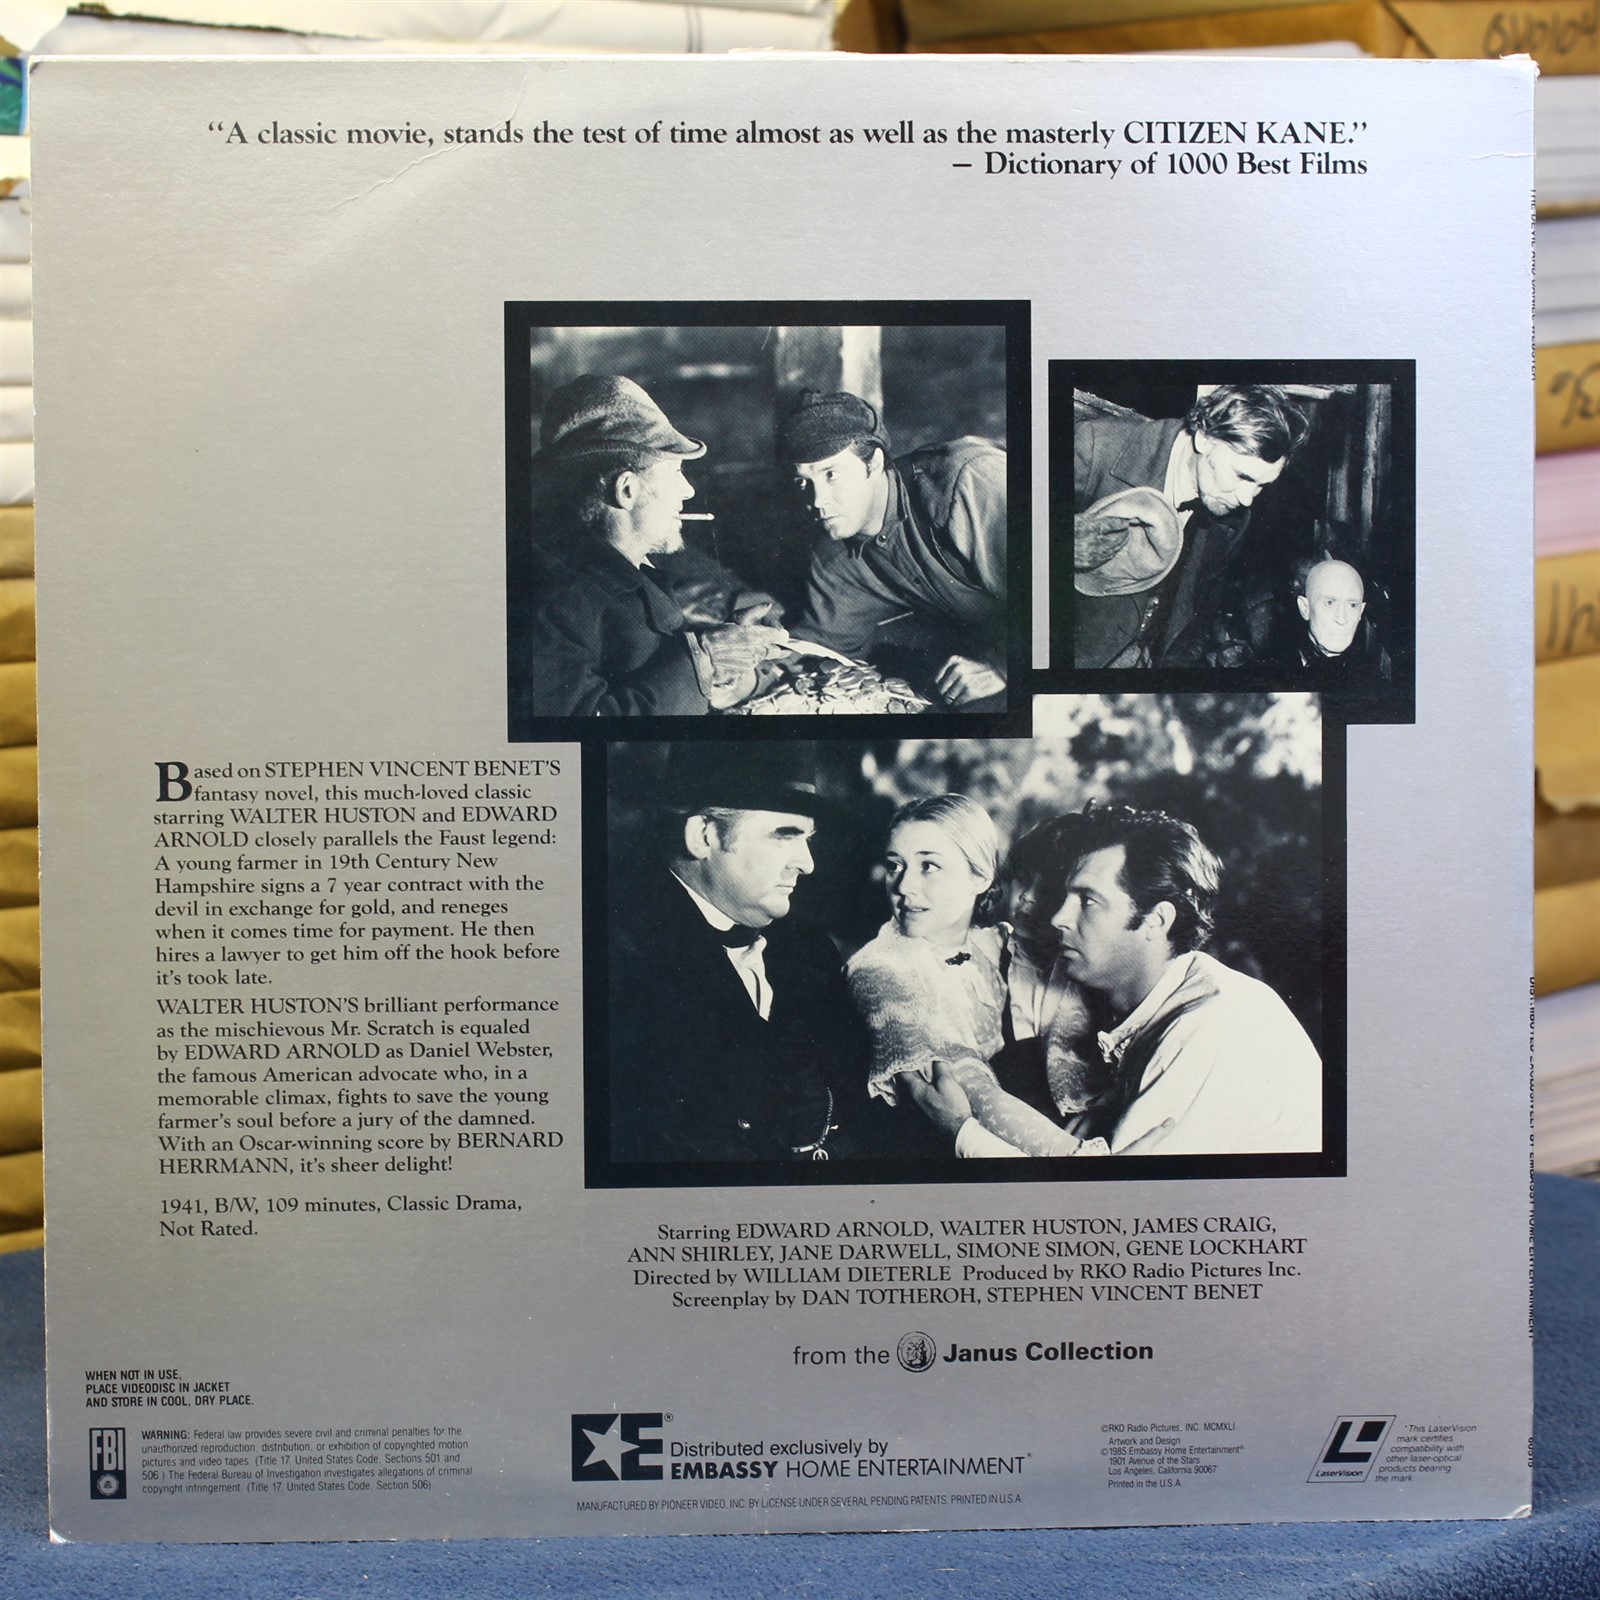 “A classic movie, stands the test of time almost as well as the masterly CITIZEN KANE.”
— Dictionary of 1000 Best Films
Based on STEPHEN VINCENT BENET'S
fantasy novel, this much-loved classic
starring WALTER HUSTON and EDWARD
ARNOLD closely parallels the Faust legend:
A young farmer in 19th Century New
Hampshire signs a 7 year contract with the
devil in exchange for gold, and reneges
when it comes time for payment. He then
hires a lawyer to get him off the hook before
it's took late.
WALTER HUSTON'S brilliant performance
as the mischievous Mr. Scratch is equaled
by EDWARD ARNOLD as Daniel Webster,
the famous American advocate who, in a
memorable climax, fights to save the young
farmer's soul before a jury of the damned.
With an Oscar-winning score by BERNARD
HERRMANN, it's sheer delight!
1941, B/W, 109 minutes, Classic Drama,
Not Rated.
Starring EDWARD ARNOLD, WALTER HUSTON, JAMES CRAIG,
ANN SHIRLEY, JANE DARWELL, SIMONE SIMON, GENE LOCKHART
Directed by WILLIAM DIETERLE Produced by RKO Radio Pictures Inc.
Screenplay by DAN TOTHEROH, STEPHEN VINCENT BENET
from the Janus Collection
WHEN NOT IN USE,
PLACE VIDEODISC IN JACKET
AND STORE IN COOL, DRY PLACE.
FBI
WARNING: Federal law provides severe civil and criminal penalties for the
unauthorized reproduction, distribution, or exhibition of copyrighted motion
pictures and video tapes. (Title 17, United States Code, Sections 501 and
506.) The Federal Bureau of Investigation investigates allegations of criminal
copyright infringement. (Title 17, United States Code, Section 506)
E®
Distributed exclusively by
EMBASSY HOME ENTERTAINMENT
MANUFACTURED BY PIONEER VIDEO, INC. BY LICENSE UNDER SEVERAL PENDING PATENTS. PRINTED IN U.S.A.
©RKO Radio Pictures, INC. MCMXLI
Artwork and Design
©1985 Embassy Home Entertainment®
1901 Avenue of the Stars
Los Angeles, California 90067
Printed in the U.S.A.
LaserVision
"This LaserVision
mark certifies
compatibility with
other laser-optical
products bearing
the mark.
THE DEVIL AND DANIEL WEBSTER
DISTRIBUTED EXCLUSIVELY BY EMBASSY HOME ENTERTAINMENT